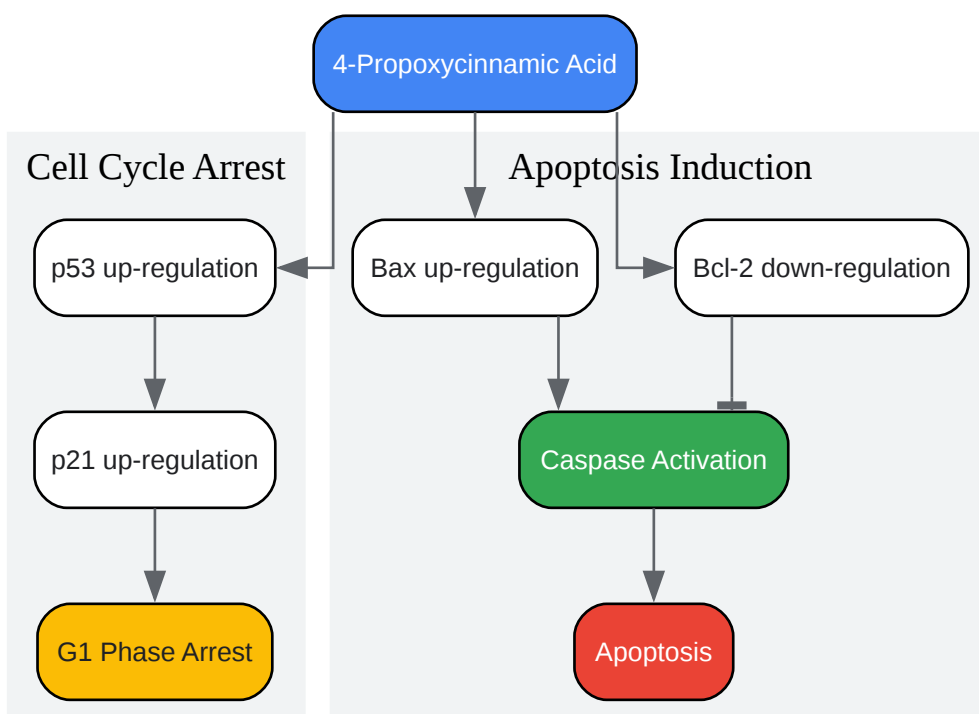 4-Propoxycinnamic Acid
Cell Cycle Arrest
Apoptosis Induction
p53 up-regulation
Bax up-regulation
Bcl-2 down-regulation
p21 up-regulation
Caspase Activation
G1 Phase Arrest
Apoptosis